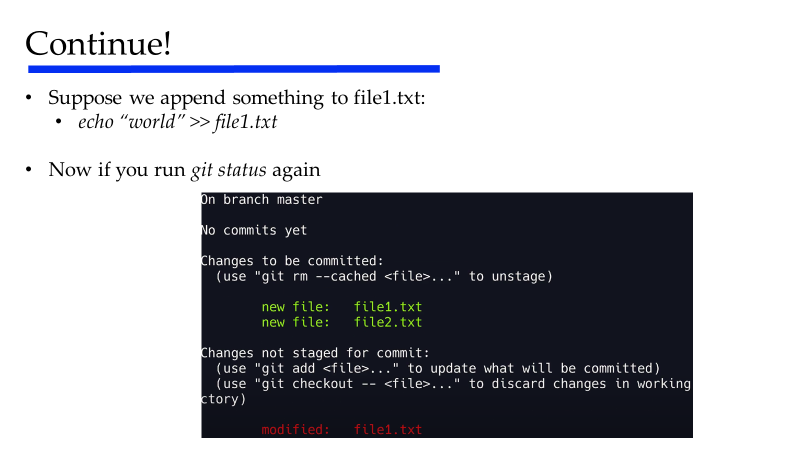 Continue!
• Suppose we append something to file1.txt:
• echo “world” >> file1.txt
• Now if you run git status again
On branch master
No commits yet
Changes to be committed:
(use "git rm --cached <file>..." to unstage)
new file: file1.txt
new file: file2.txt
Changes not staged for commit:
(use "git add <file>..." to update what will be committed)
(use "git checkout -- <file>..." to discard changes in working
ctory)
modified: file1.txt